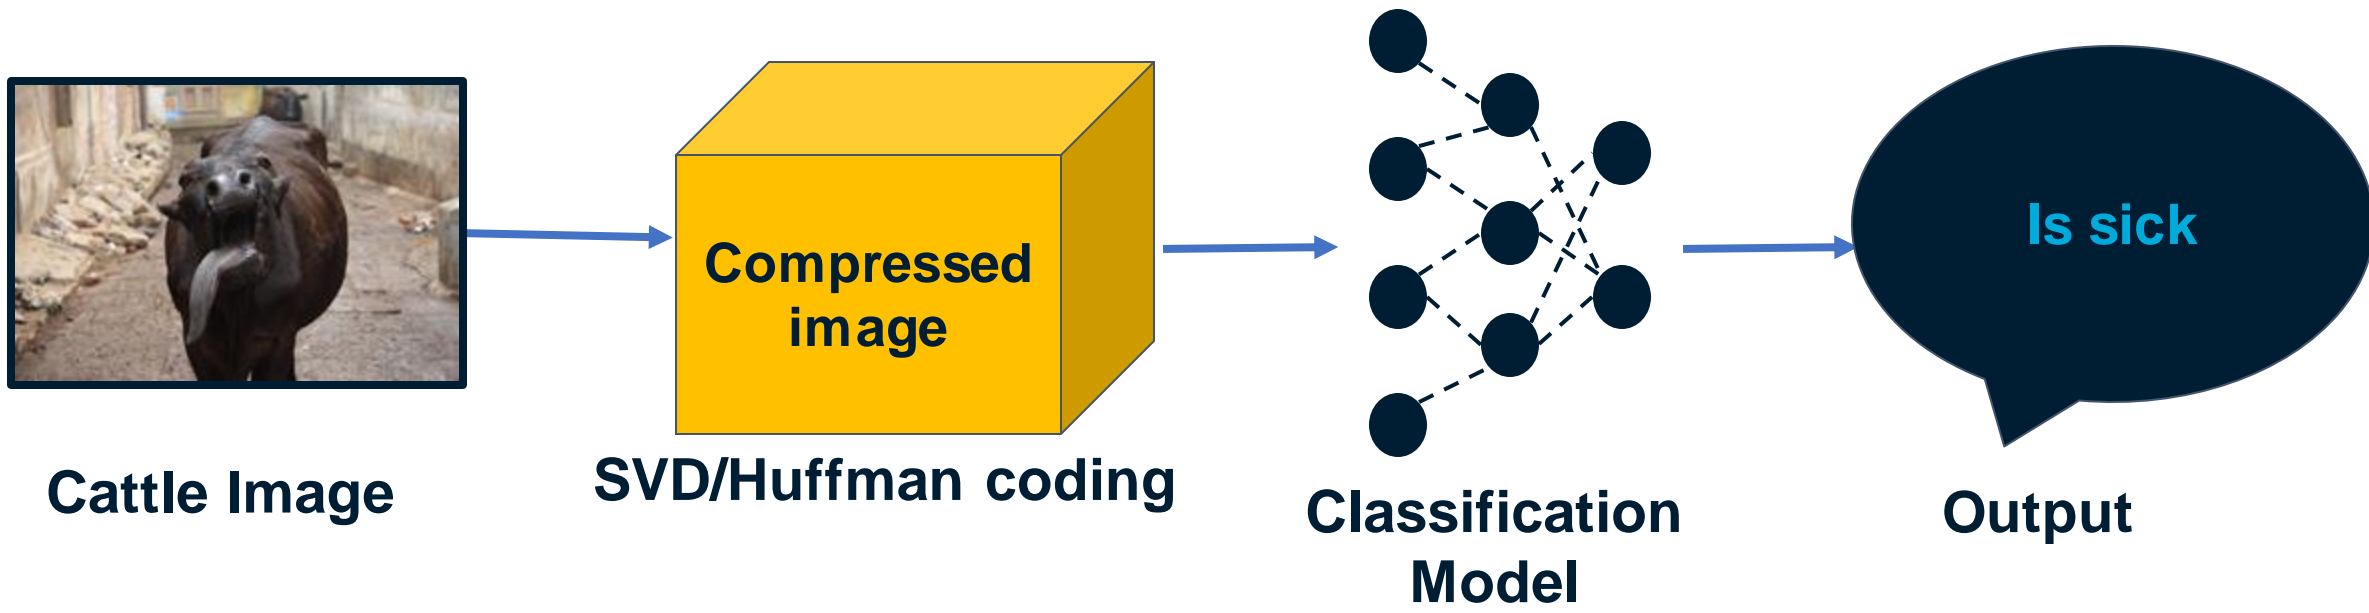 Cattle Image
Compressed
image
SVD/Huffman coding
Classification
Model
Is sick
Output